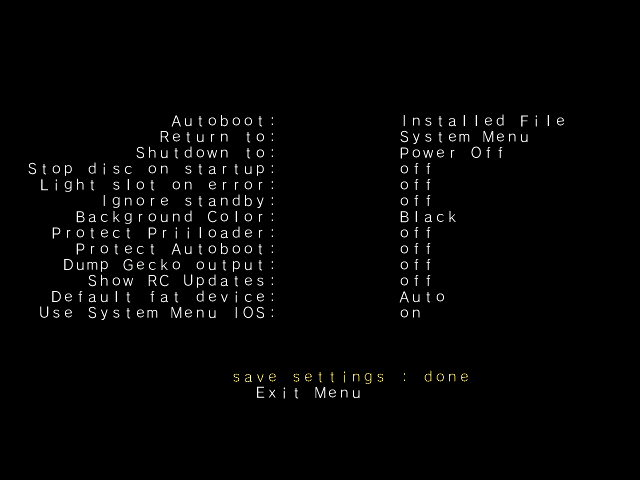 Autoboot: Installed File
Return to: System Menu
Shutdown to: Power Off
Stop disc on startup: off
Light slot on error: off
Ignore standby: off
Background Color: Black
Protect Priiloader: off
Protect Autoboot: off
Dump Gecko output: off
Show RC Updates: off
Default fat device: Auto
Use System Menu IOS: on
save settings : done
Exit Menu